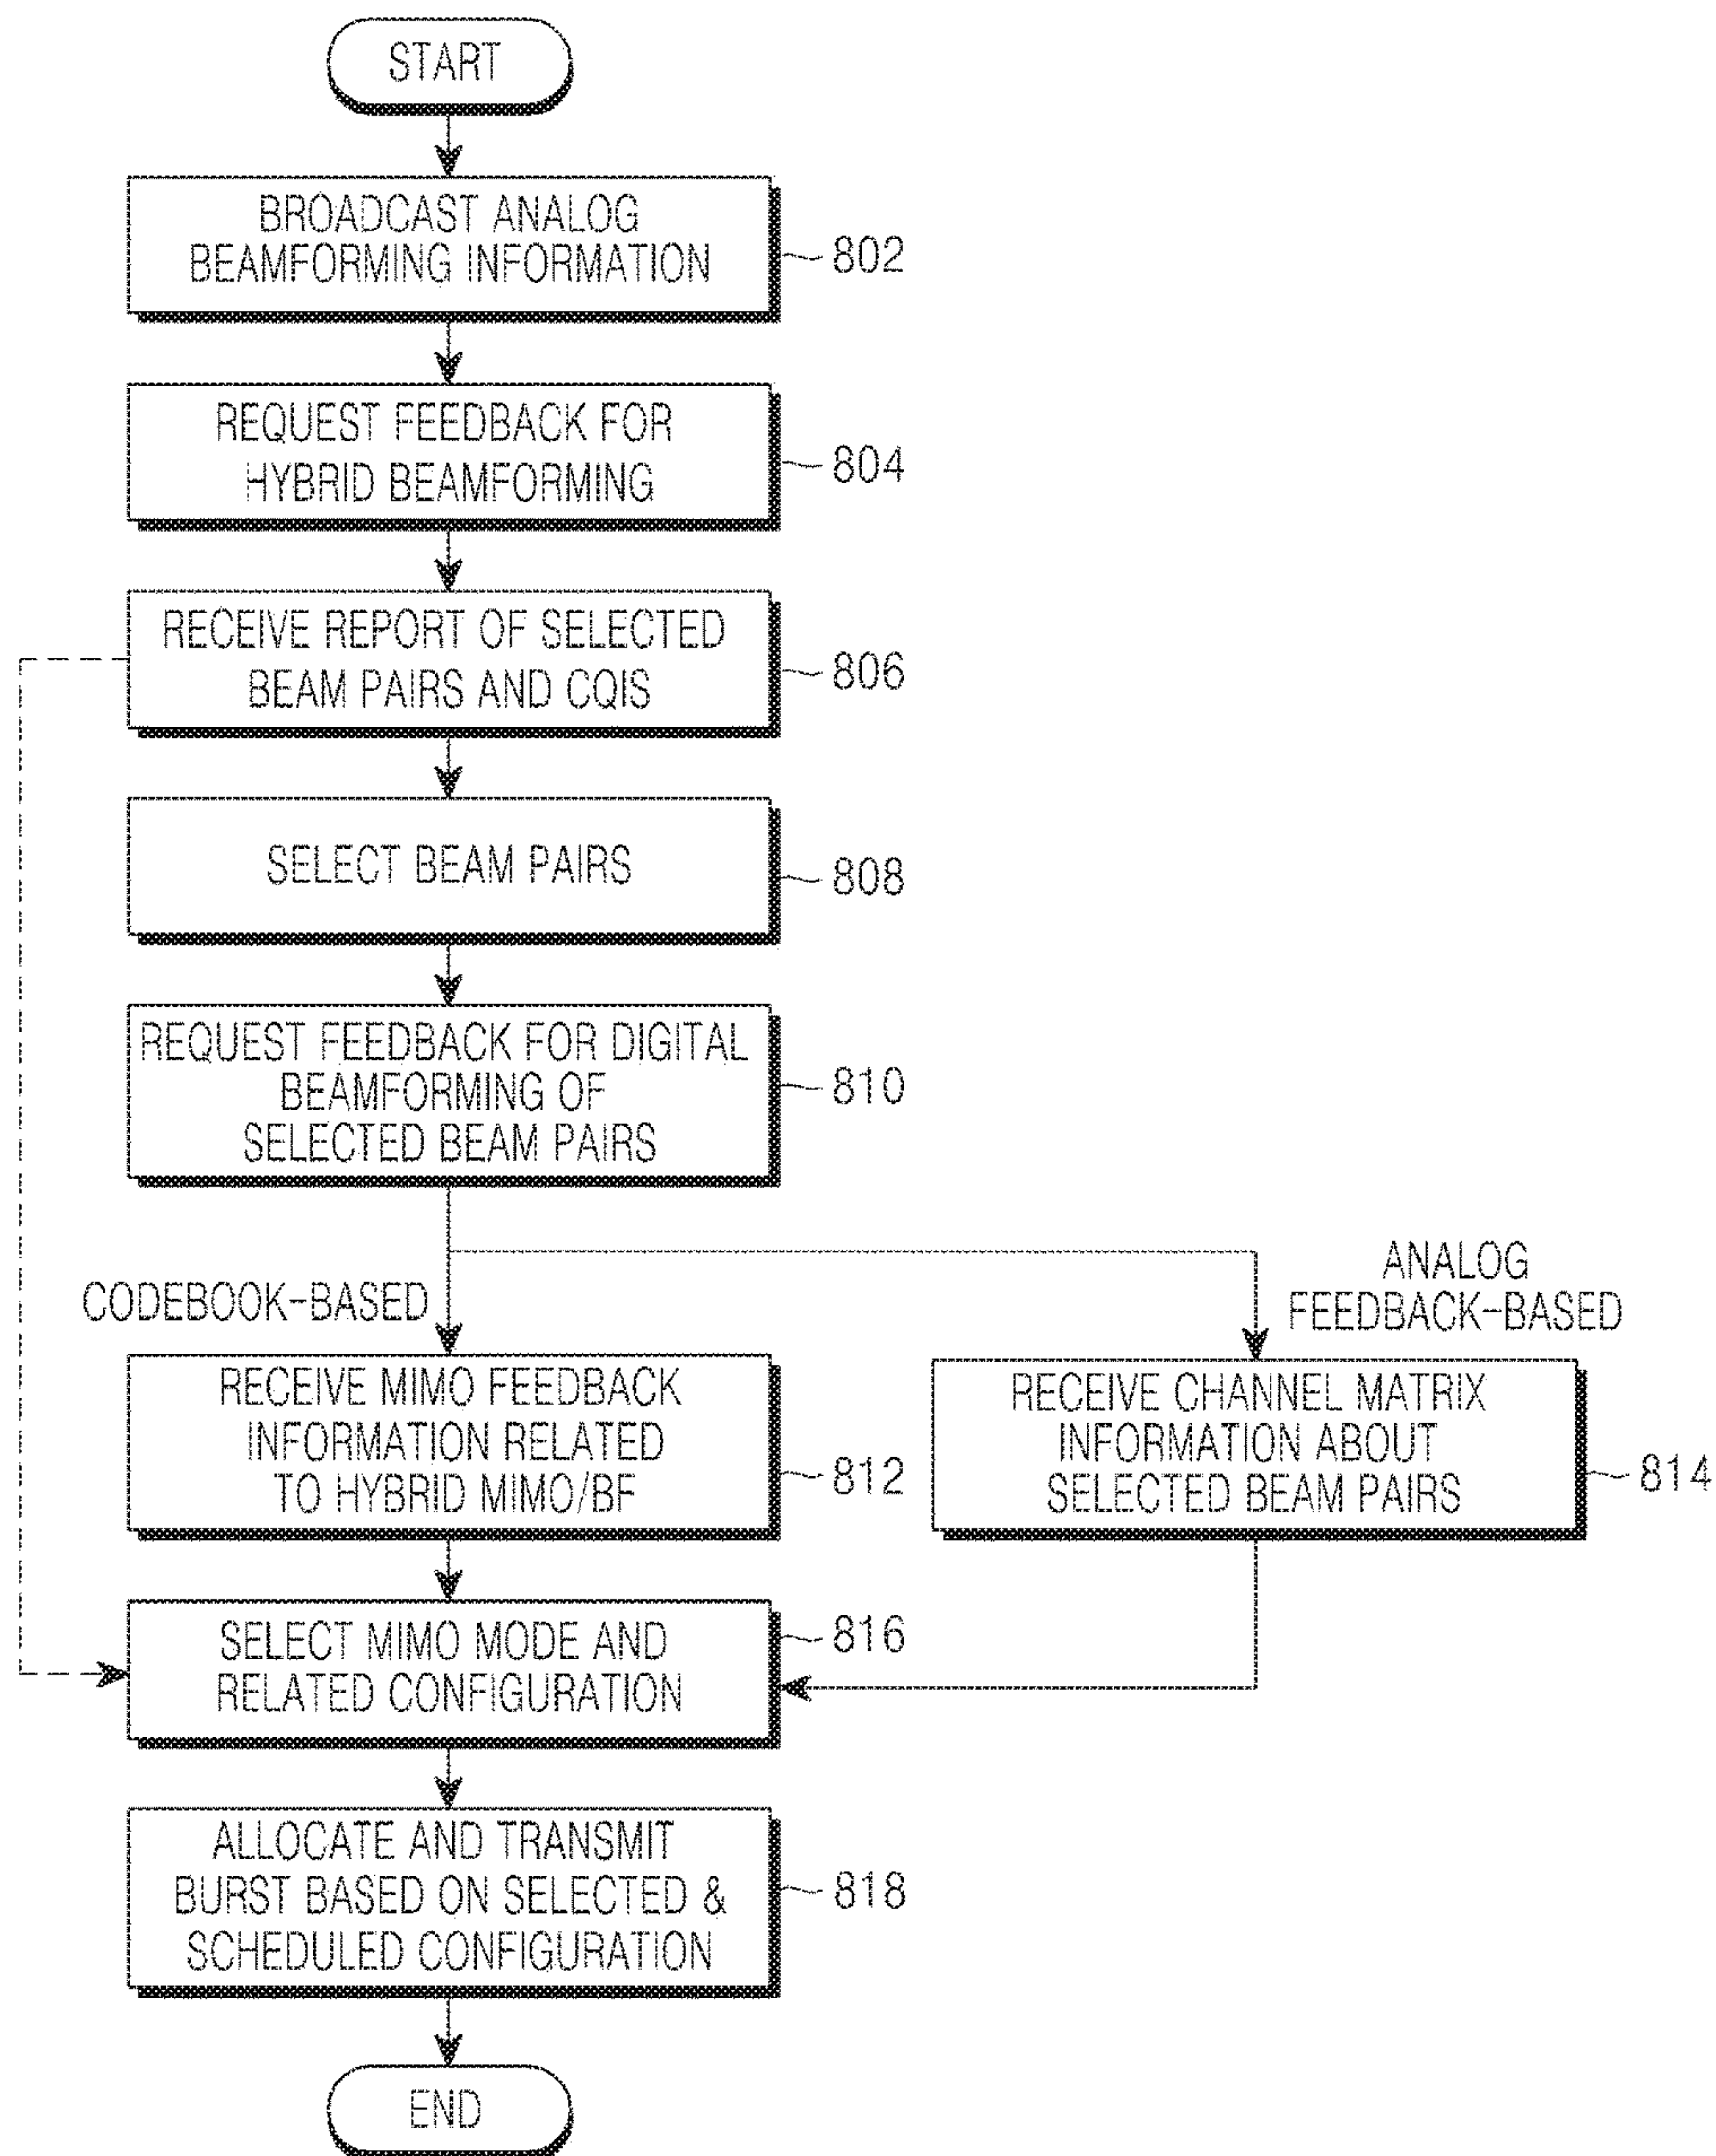 START
BROADCAST ANALOG
BEAMFORMING INFORMATION
802
REQUEST FEEDBACK FOR
HYBRID BEAMFORMING
804
RECEIVE REPORT OF SELECTED
BEAM PAIRS AND CQIS
806
SELECT BEAM PAIRS
808
REQUEST FEEDBACK FOR DIGITAL
BEAMFORMING OF
SELECTED BEAM PAIRS
810
CODEBOOK-BASED
ANALOG
FEEDBACK-BASED
RECEIVE MIMO FEEDBACK
INFORMATION RELATED
TO HYBRID MIMO/BF
812
RECEIVE CHANNEL MATRIX
INFORMATION ABOUT
SELECTED BEAM PAIRS
814
SELECT MIMO MODE AND
RELATED CONFIGURATION
816
ALLOCATE AND TRANSMIT
BURST BASED ON SELECTED &
SCHEDULED CONFIGURATION
818
END